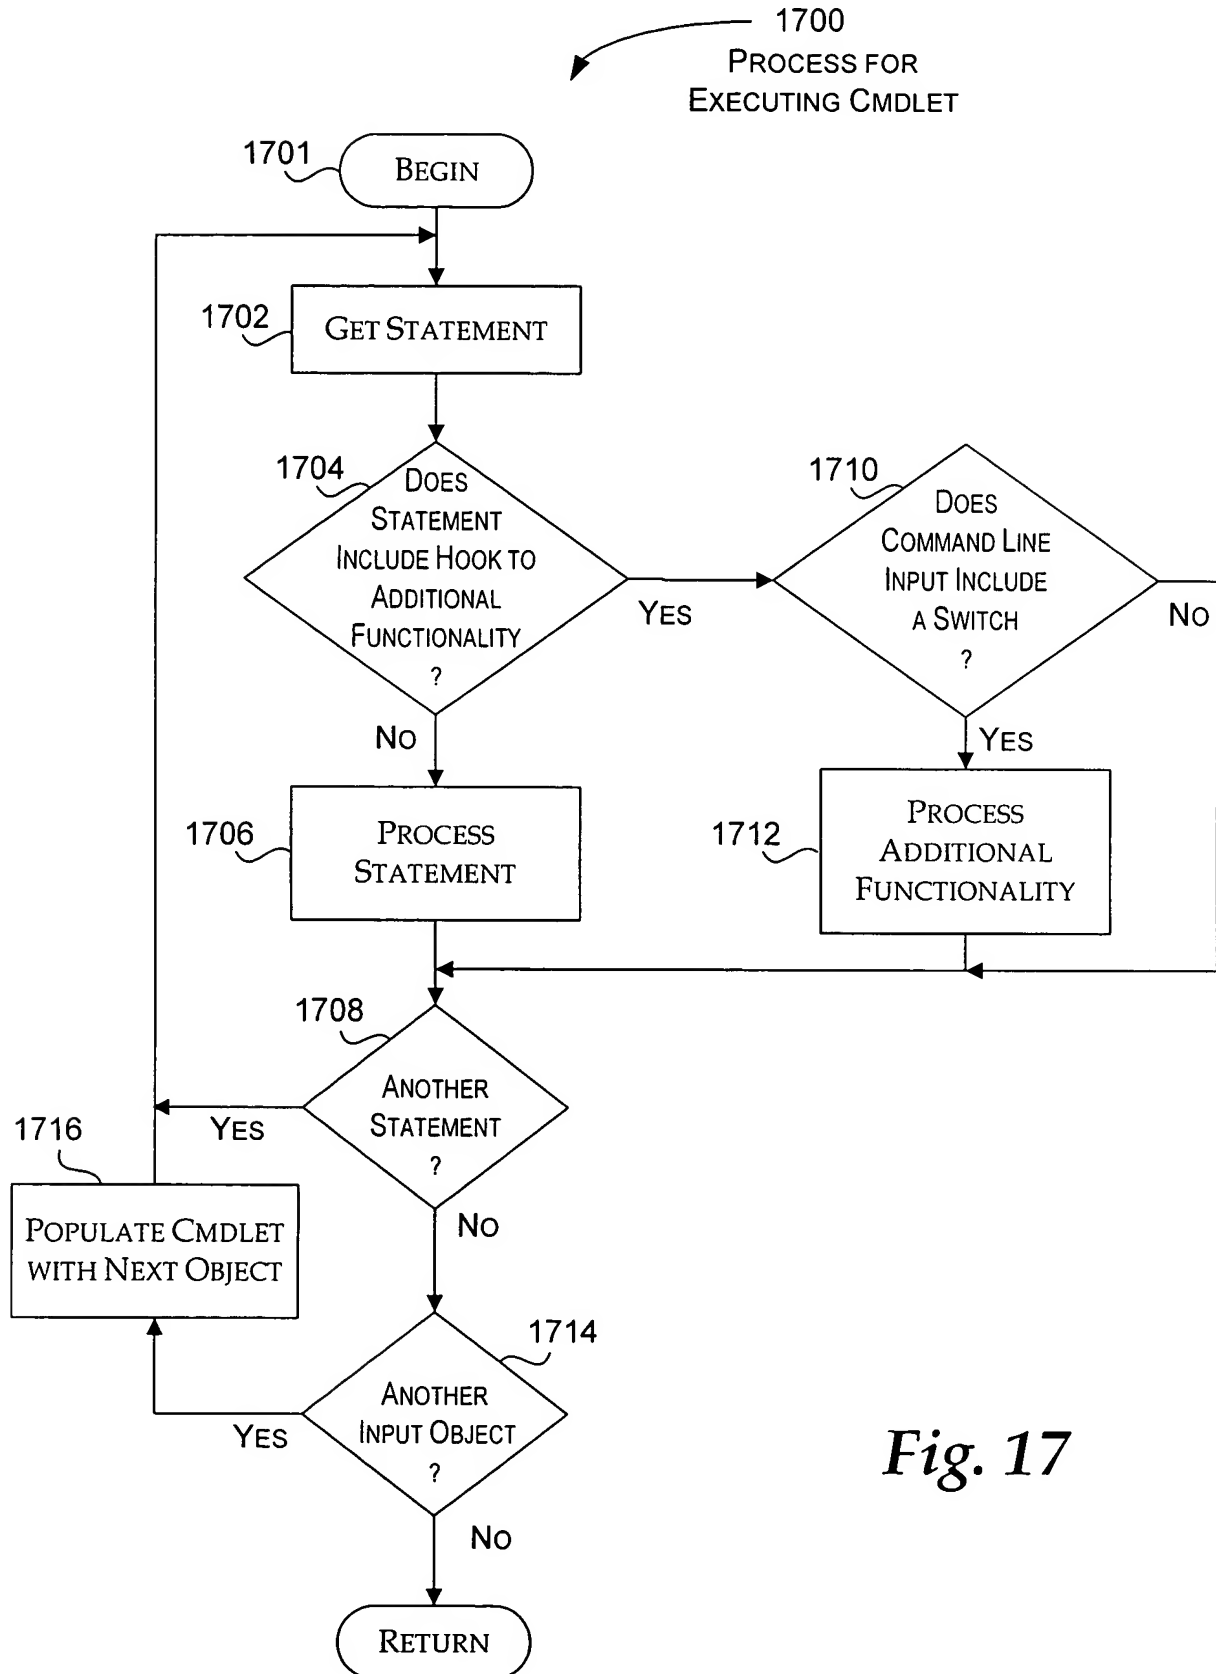 1700
PROCESS FOR
EXECUTING CMDLET
1701
BEGIN
1702
GET STATEMENT
1704
DOES
STATEMENT
INCLUDE HOOK TO
ADDITIONAL
FUNCTIONALITY
?
YES
NO
1710
DOES
COMMAND LINE
INPUT INCLUDE
A SWITCH
?
NO
YES
1706
PROCESS
STATEMENT
1712
PROCESS
ADDITIONAL
FUNCTIONALITY
1708
ANOTHER
STATEMENT
?
YES
NO
1716
POPULATE CMDLET
WITH NEXT OBJECT
1714
ANOTHER
INPUT OBJECT
?
YES
NO
RETURN
Fig. 17